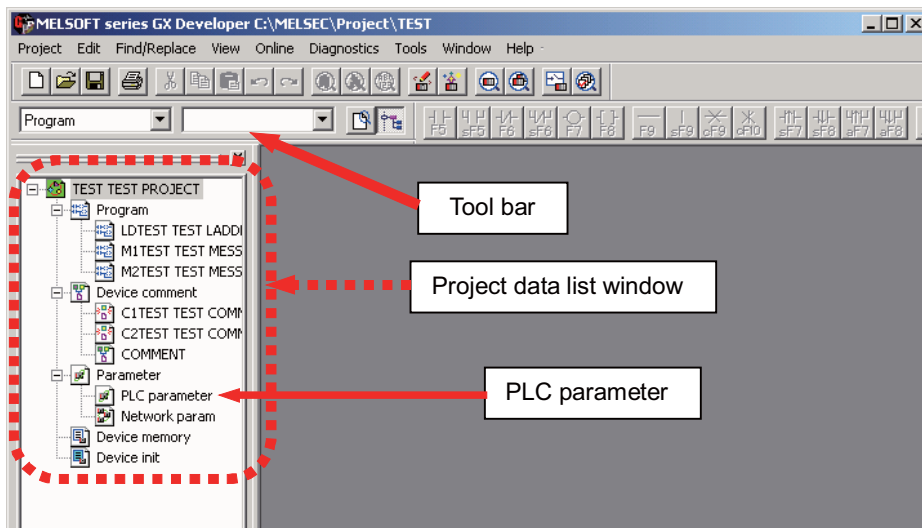 MELSOFT series GX Developer C:\MELSEC\Project\TEST
Project Edit Find/Replace View Online Diagnostics Tools Window Help
Program
F5 sF5 F6 sF6 F7 F8 F9 sF9 cF9 cF10 sF7 sF8 aF7 aF8
TEST TEST PROJECT
Program
LDTEST TEST LADDI
M1TEST TEST MESS
M2TEST TEST MESS
Device comment
C1TEST TEST COMM
C2TEST TEST COMM
COMMENT
Parameter
PLC parameter
Network param
Device memory
Device init
Tool bar
Project data list window
PLC parameter